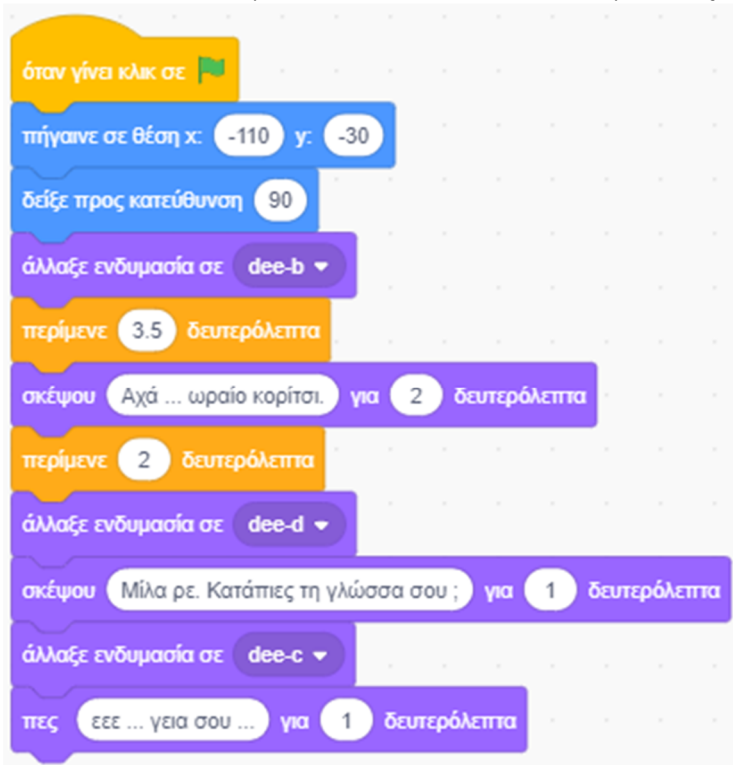 όταν γίνει κλικ σε
πήγαινε σε θέση x: -110 y: -30
δείξε προς κατεύθυνση 90
άλλαξε ενδυμασία σε dee-b
περίμενε 3.5 δευτερόλεπτα
σκέψου Αχά ... ωραίο κορίτσι. για 2 δευτερόλεπτα
περίμενε 2 δευτερόλεπτα
άλλαξε ενδυμασία σε dee-d
σκέψου Μίλα ρε. Κατάπιες τη γλώσσα σου ; για 1 δευτερόλεπτα
άλλαξε ενδυμασία σε dee-c
πες εεε ... γεια σου ... για 1 δευτερόλεπτα